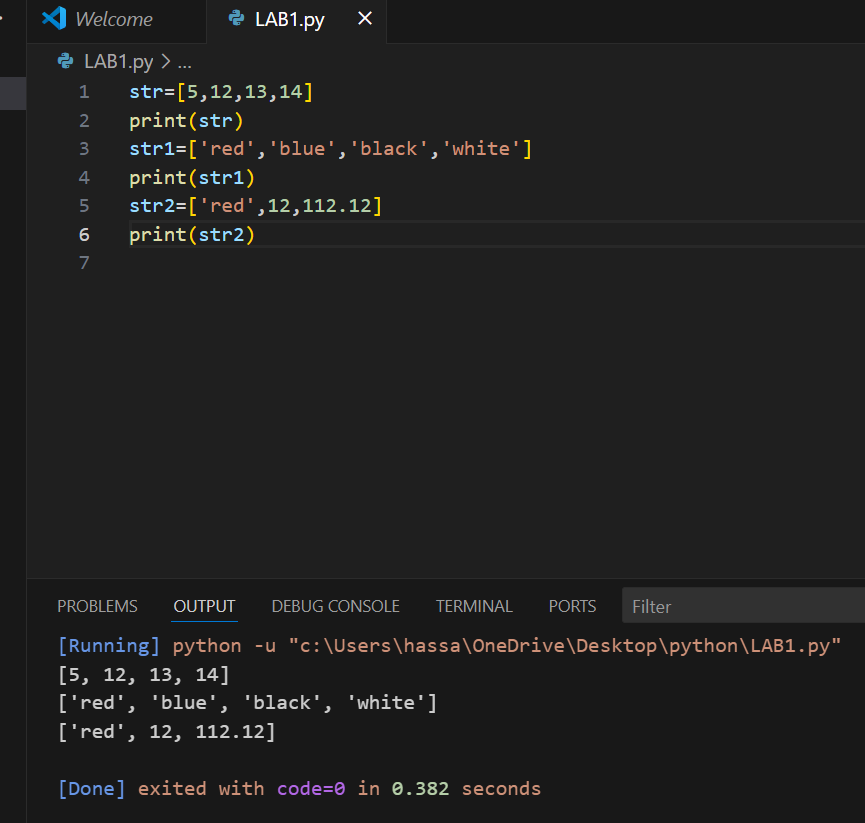 Welcome LAB1.py
LAB1.py > ...
1 str=[5,12,13,14]
2 print(str)
3 str1=['red','blue','black','white']
4 print(str1)
5 str2=['red',12,112.12]
6 print(str2)
7
PROBLEMS OUTPUT DEBUG CONSOLE TERMINAL PORTS Filter
[Running] python -u "c:\Users\hassa\OneDrive\Desktop\python\LAB1.py"
[5, 12, 13, 14]
['red', 'blue', 'black', 'white']
['red', 12, 112.12]
[Done] exited with code=0 in 0.382 seconds